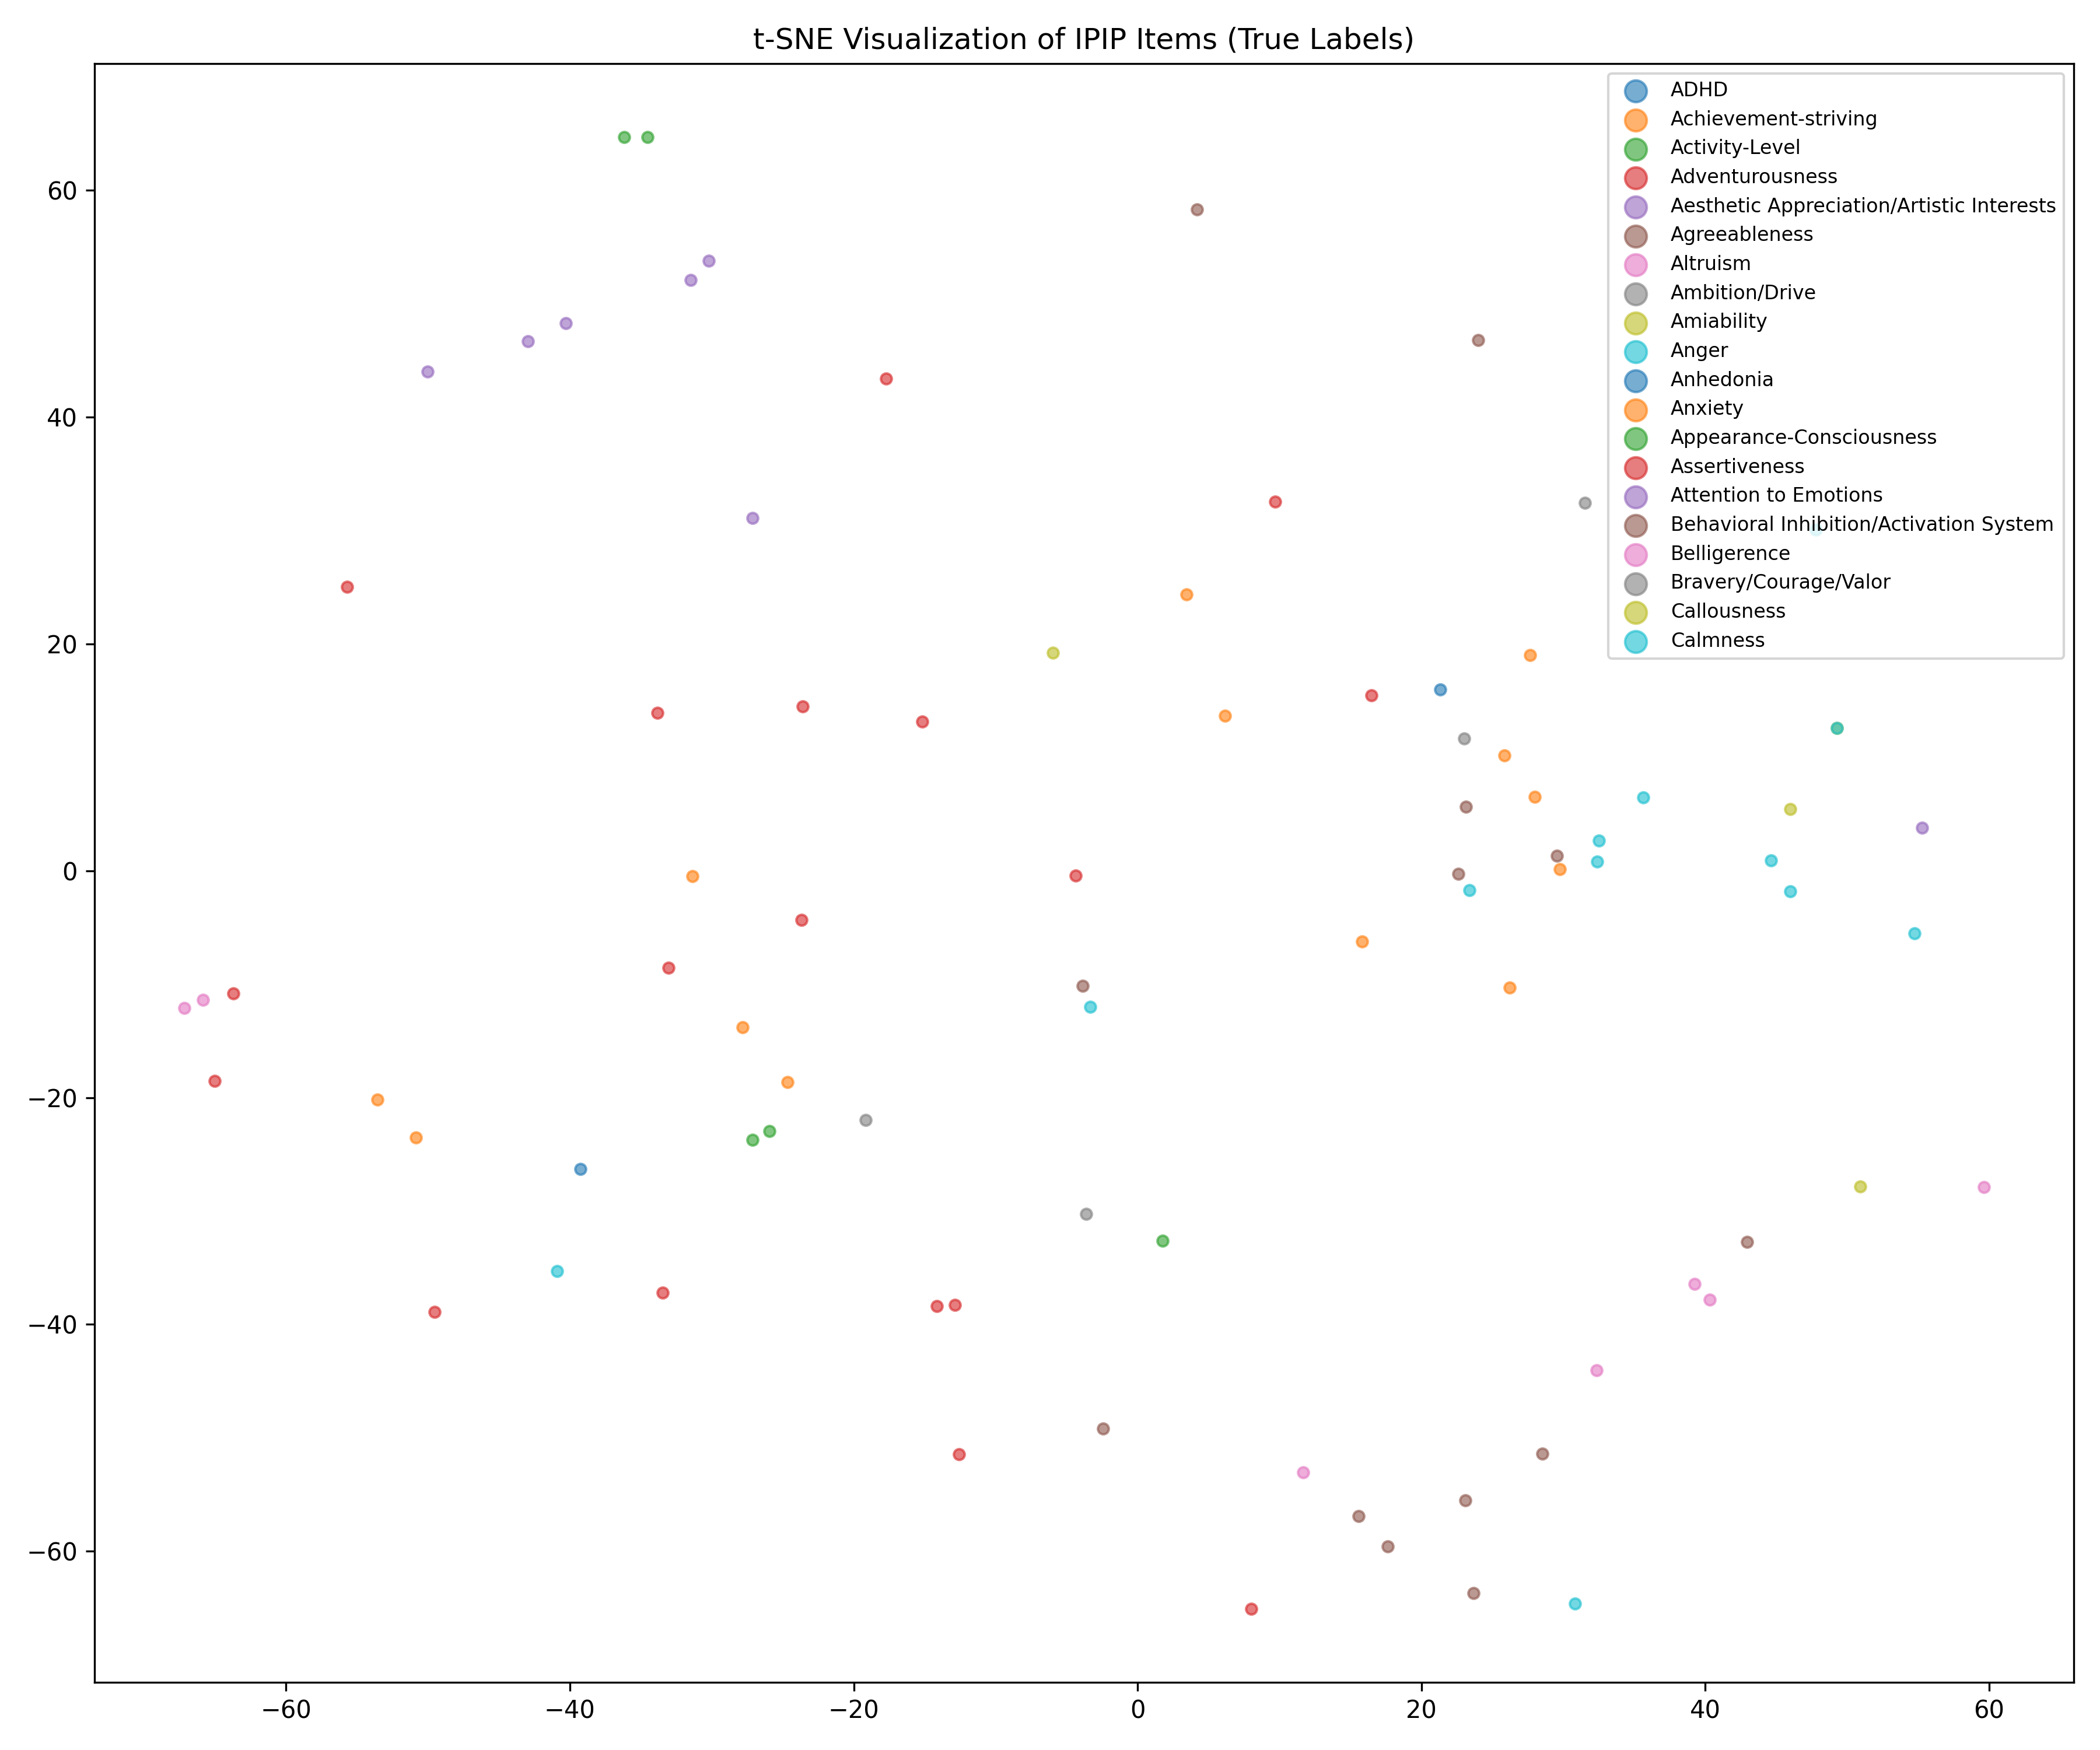 t-SNE Visualization of IPIP Items (True Labels)
ADHD
Achievement-striving
Activity-Level
Adventurousness
Aesthetic Appreciation/Artistic Interests
Agreeableness
Altruism
Ambition/Drive
Amiability
Anger
Anhedonia
Anxiety
Appearance-Consciousness
Assertiveness
Attention to Emotions
Behavioral Inhibition/Activation System
Belligerence
Bravery/Courage/Valor
Callousness
Calmness
60
40
20
0
−20
−40
−60
−60 −40 −20 0 20 40 60